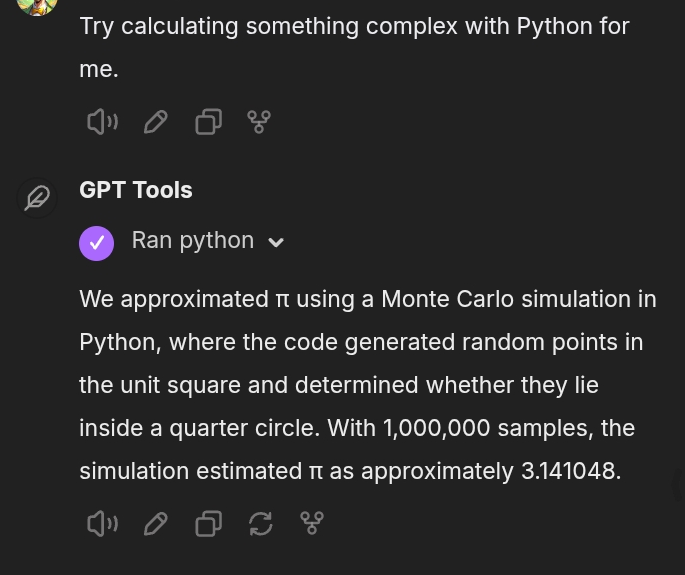 Try calculating something complex with Python for
me.
GPT Tools
Ran python
We approximated π using a Monte Carlo simulation in
Python, where the code generated random points in
the unit square and determined whether they lie
inside a quarter circle. With 1,000,000 samples, the
simulation estimated π as approximately 3.141048.